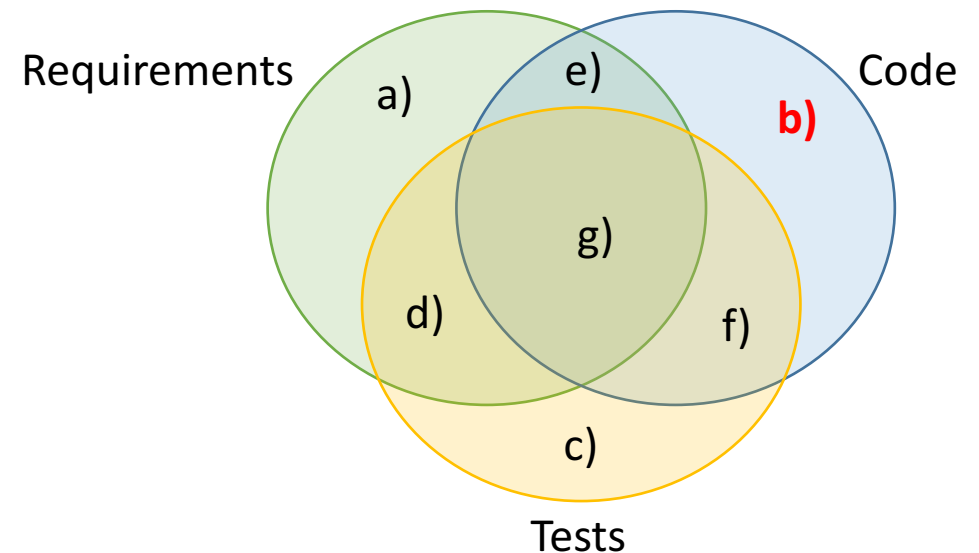 Requirements
Code
a)
e)
b)
g)
d)
f)
c)
Tests